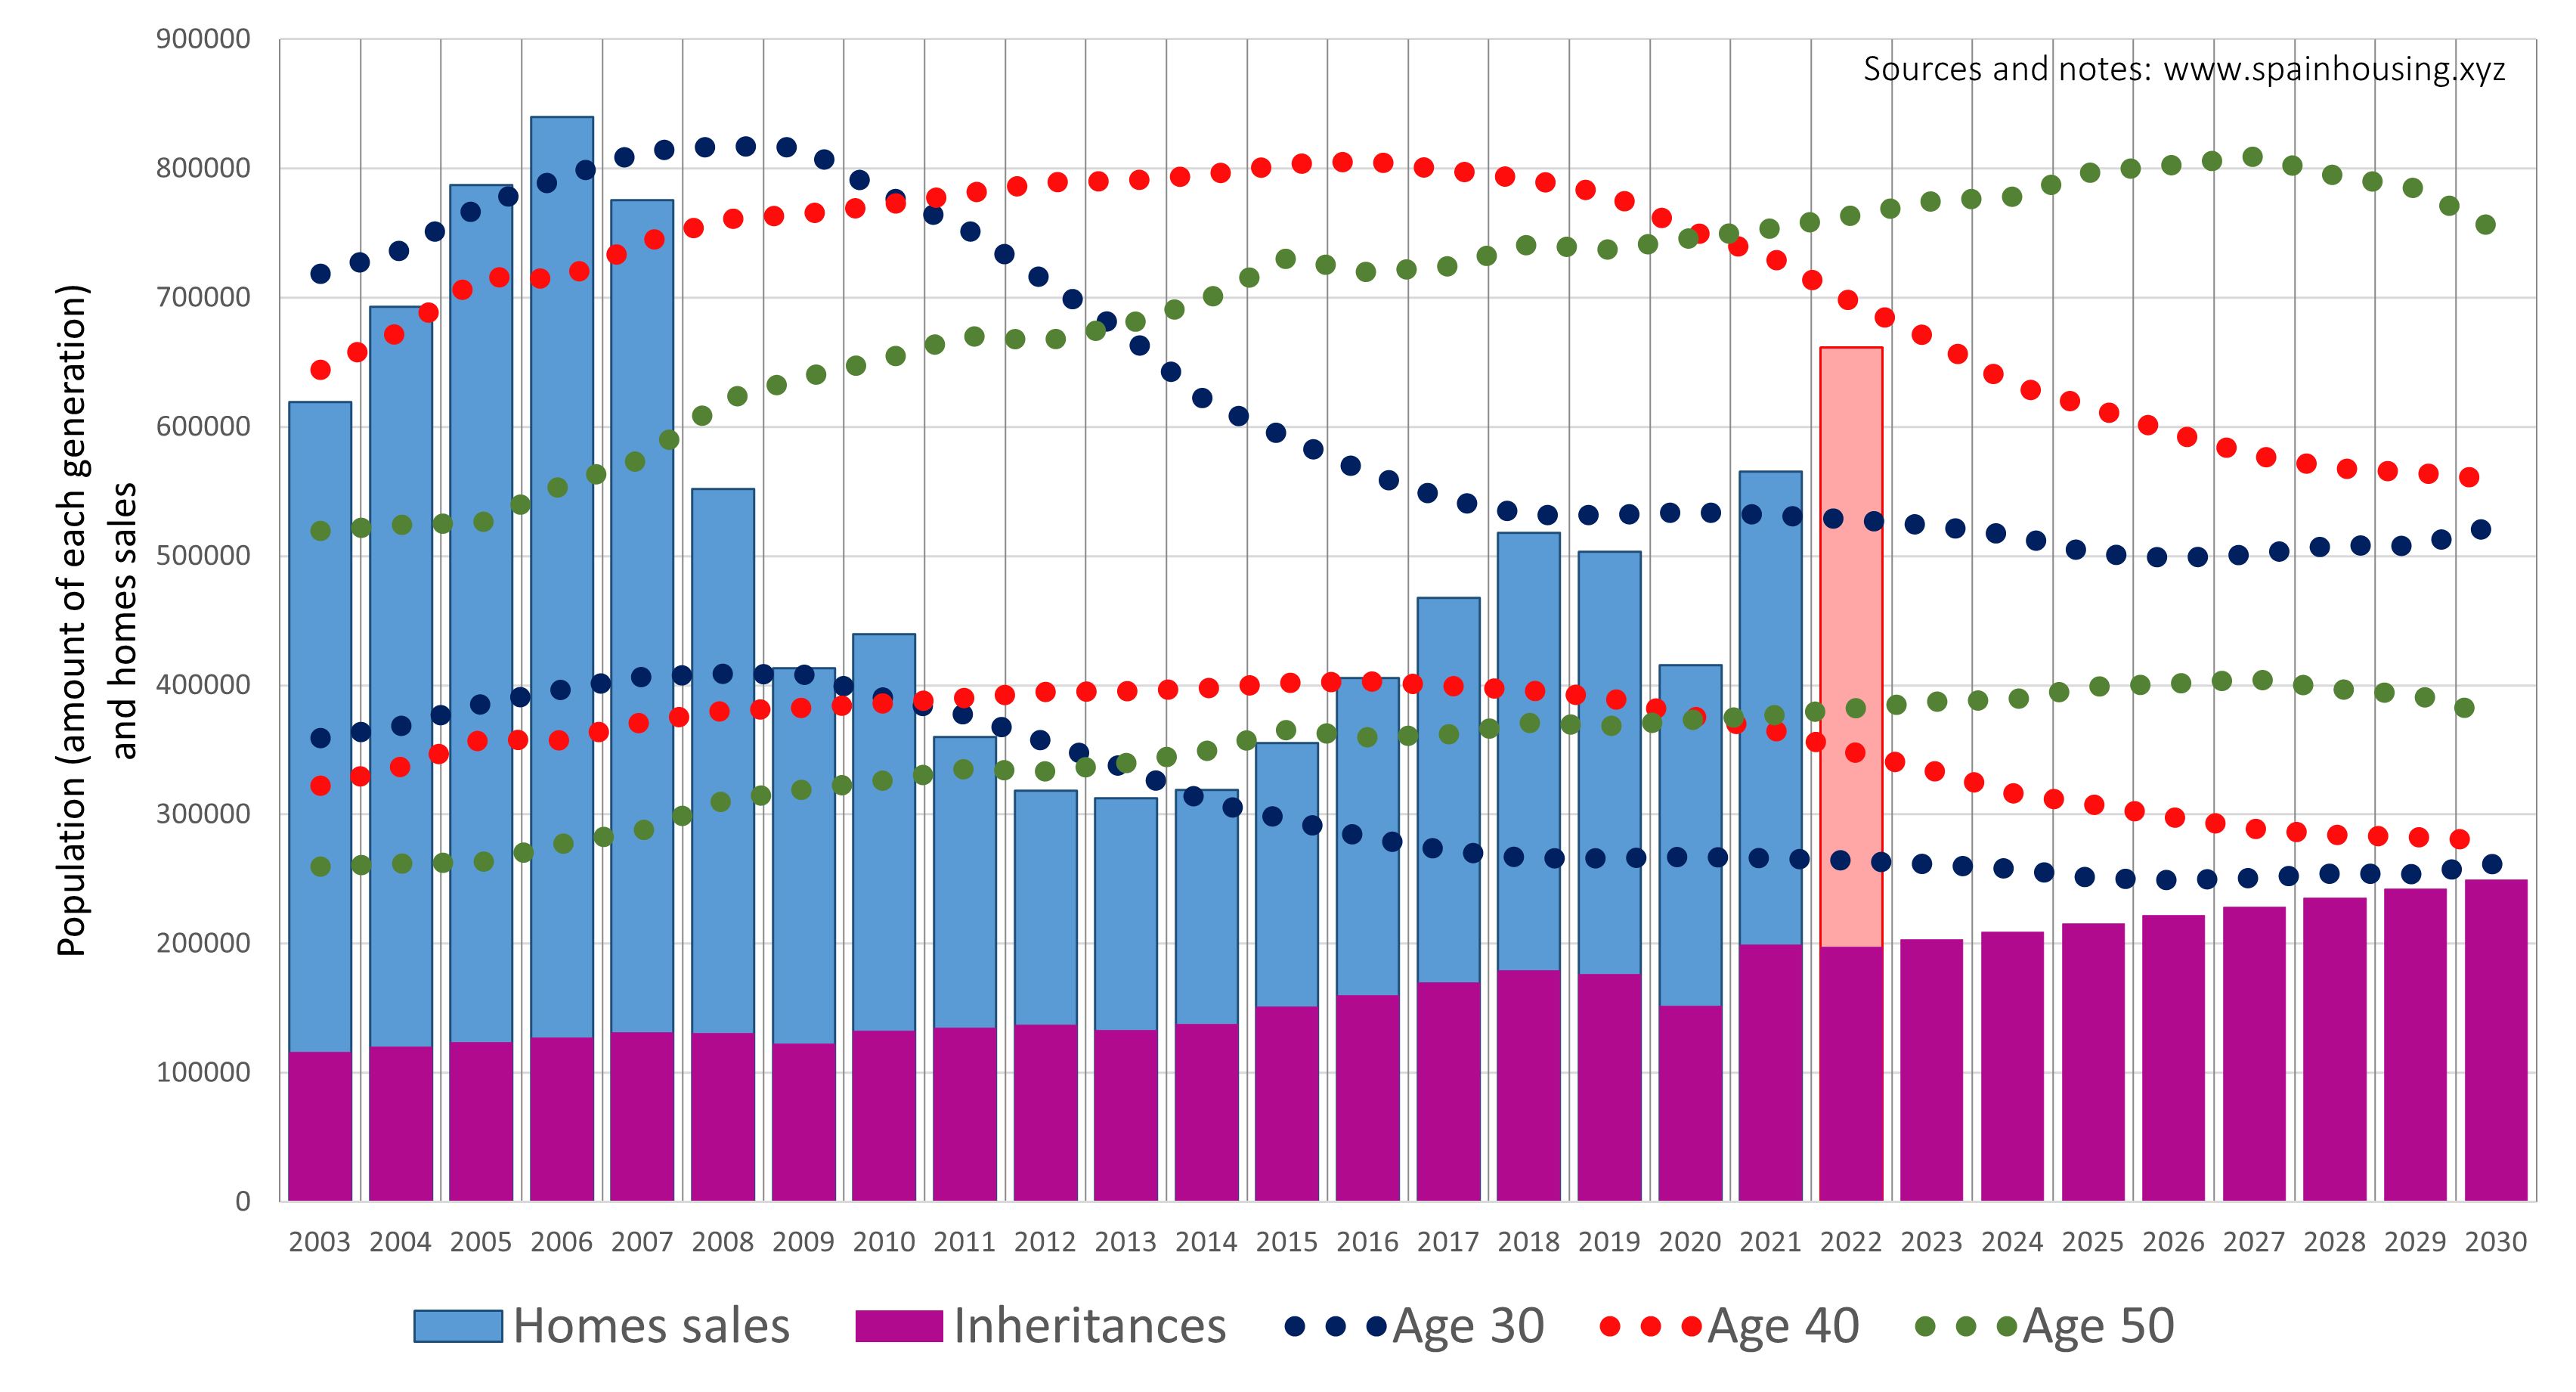 900000
Sources and notes: www.spainhousing.xyz
800000
700000
600000
500000
400000
300000
200000
100000
0
Population (amount of each generation)
and homes sales
2003 2004 2005 2006 2007 2008 2009 2010 2011 2012 2013 2014 2015 2016 2017 2018 2019 2020 2021 2022 2023 2024 2025 2026 2027 2028 2029 2030
Homes sales Inheritances Age 30 Age 40 Age 50